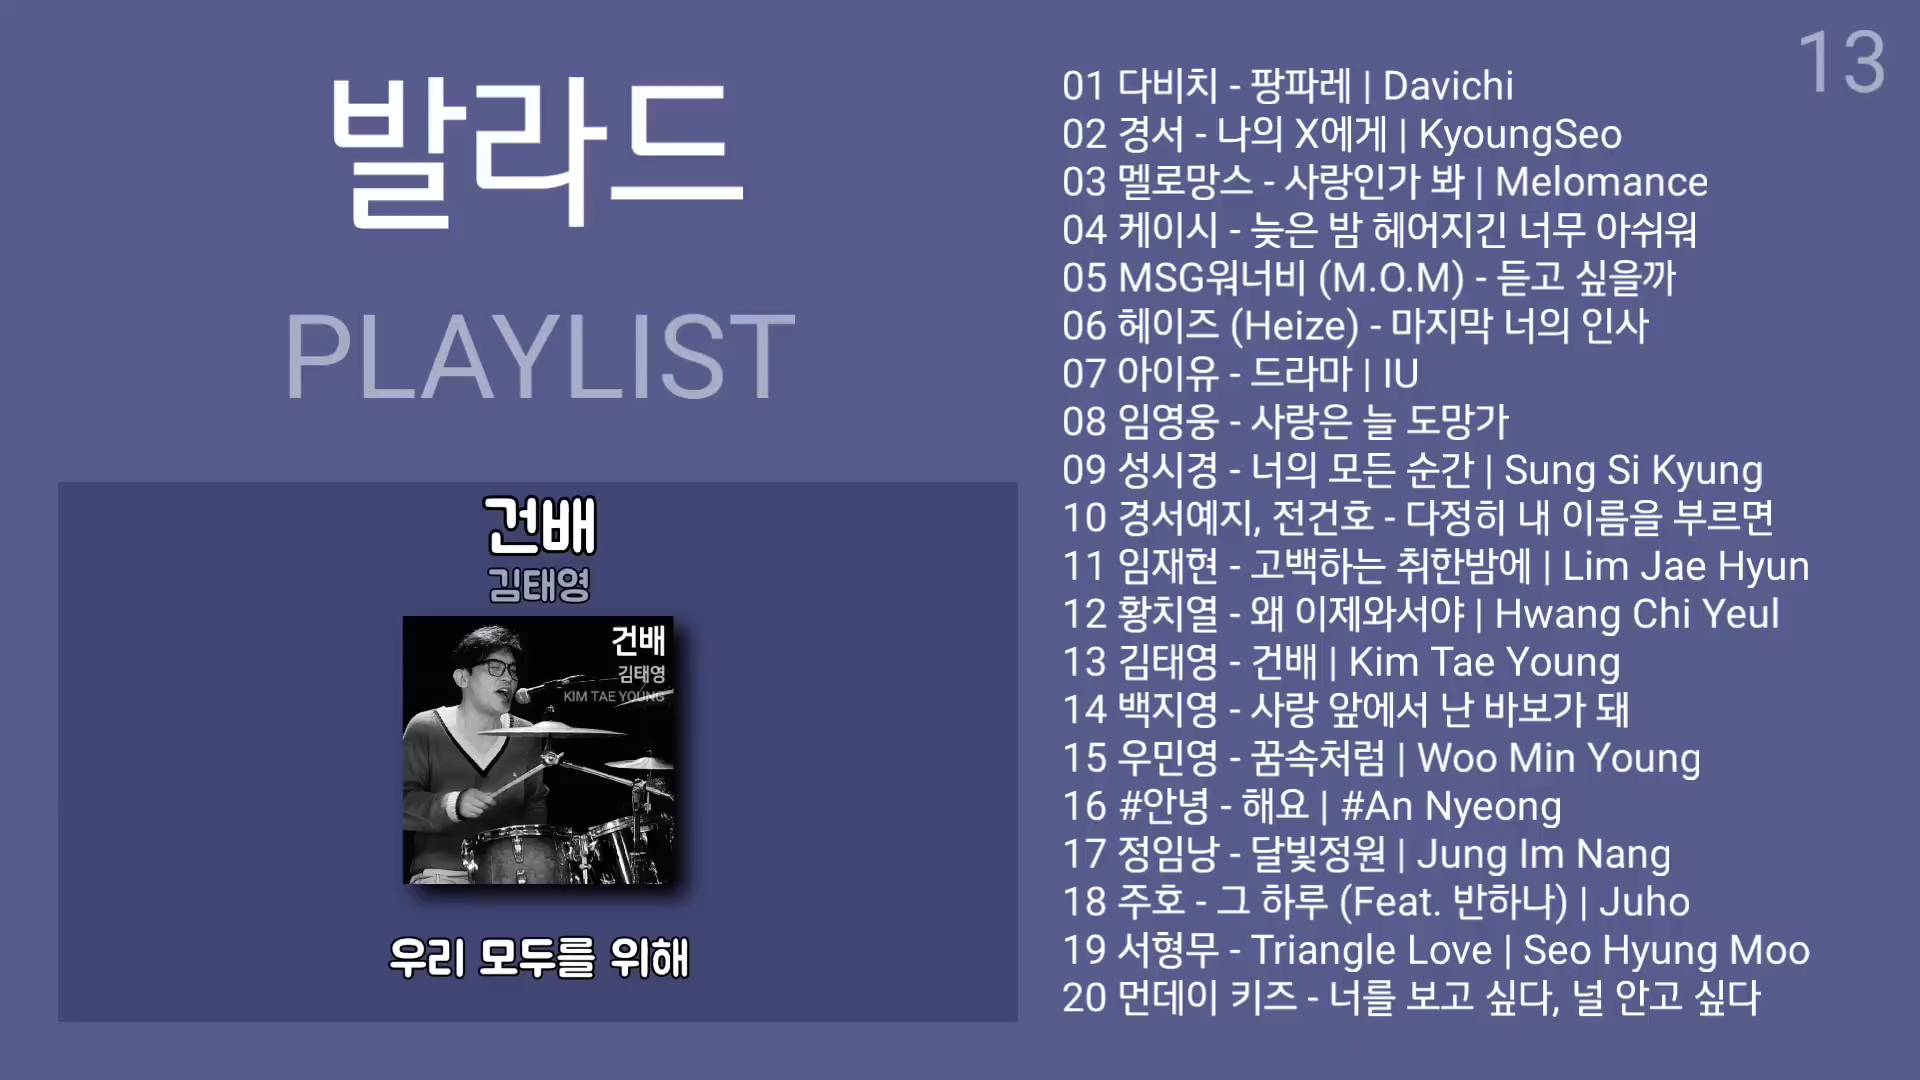 발라드
PLAYLIST
건배
김태영
건배
김태영
KIM TAE YOUNG
우리 모두를 위해
13
01 다비치 - 팡파레 | Davichi
02 경서 - 나의 X에게 | KyoungSeo
03 멜로망스 - 사랑인가 봐 | Melomance
04 케이시 - 늦은 밤 헤어지긴 너무 아쉬워
05 MSG워너비 (M.O.M) - 듣고 싶을까
06 헤이즈 (Heize) - 마지막 너의 인사
07 아이유 - 드라마 | IU
08 임영웅 - 사랑은 늘 도망가
09 성시경 - 너의 모든 순간 | Sung Si Kyung
10 경서예지, 전건호 - 다정히 내 이름을 부르면
11 임재현 - 고백하는 취한밤에 | Lim Jae Hyun
12 황치열 - 왜 이제와서야 | Hwang Chi Yeul
13 김태영 - 건배 | Kim Tae Young
14 백지영 - 사랑 앞에서 난 바보가 돼
15 우민영 - 꿈속처럼 | Woo Min Young
16 #안녕 - 해요 | #An Nyeong
17 정임낭 - 달빛정원 | Jung Im Nang
18 주호 - 그 하루 (Feat. 반하나) | Juho
19 서형무 - Triangle Love | Seo Hyung Moo
20 먼데이 키즈 - 너를 보고 싶다, 널 안고 싶다